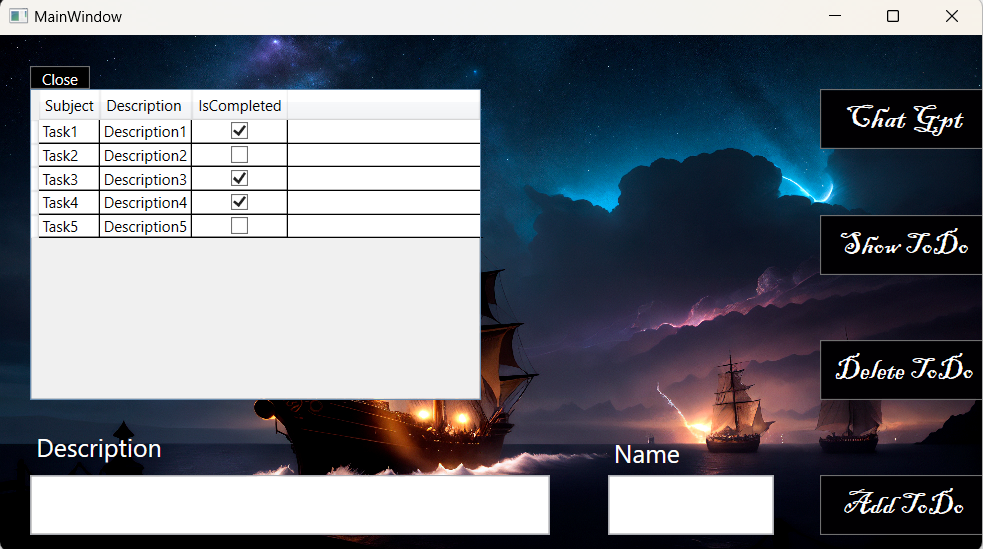 MainWindow
Close
Subject Description IsCompleted
Task1 Description1
Task2 Description2
Task3 Description3
Task4 Description4
Task5 Description5
Chat Gpt
Show ToDo
Delete ToDo
Description
Name
Add ToDo